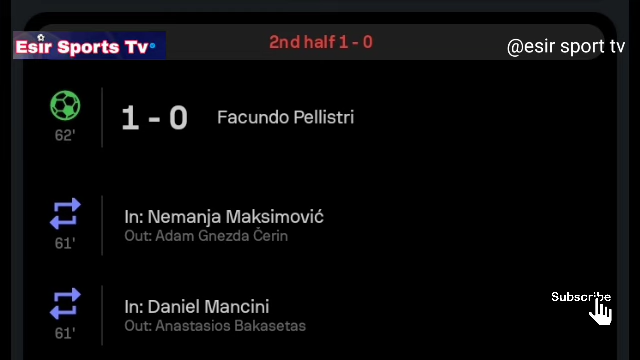 Esir Sports Tv
2nd half 1 - 0
@esir sport tv
1 - 0 Facundo Pellistri
62'
In: Nemanja Maksimović
Out: Adam Gnezda Čerin
61'
In: Daniel Mancini
Out: Anastasios Bakasetas
61'
Subscribe